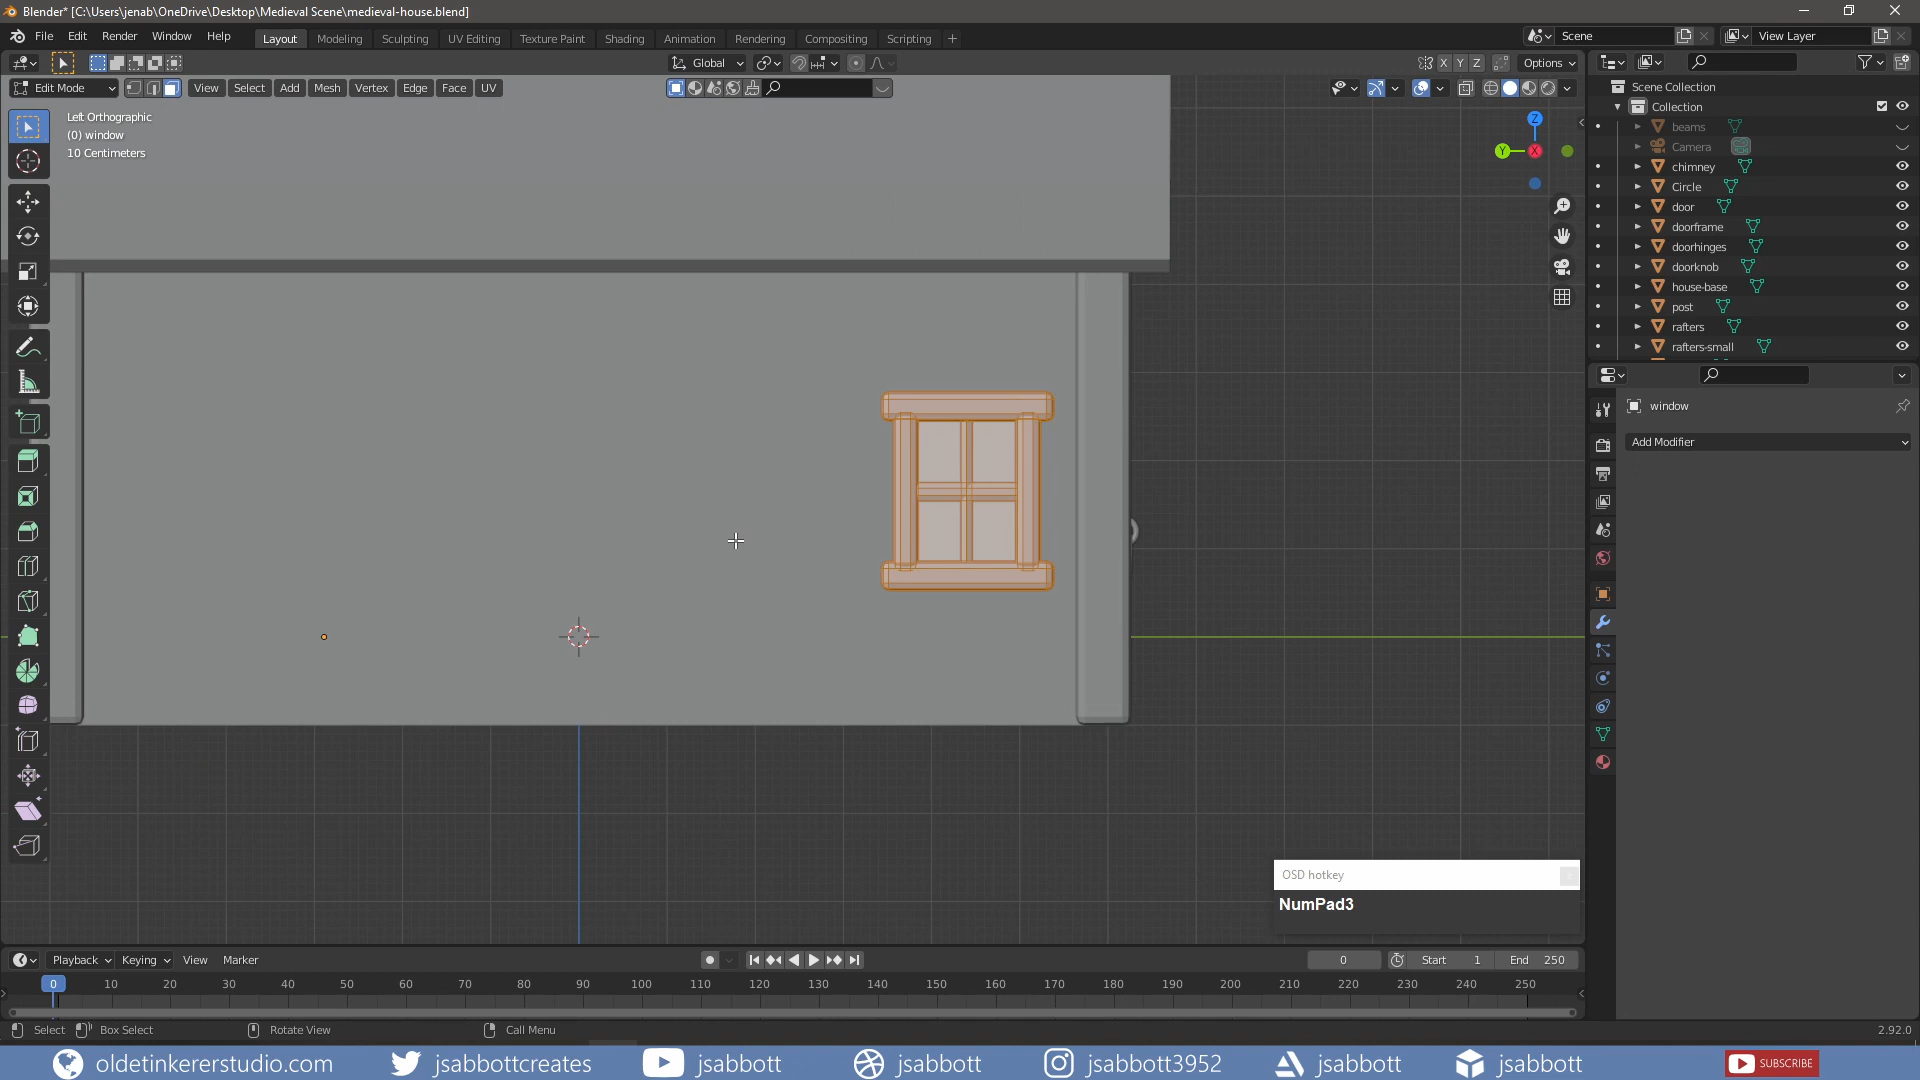 Blender* [C:\Users\jenab\OneDrive\Desktop\Medieval Scene\medieval-house.blend]
File Edit Render Window Help Layout Modeling Sculpting UV Editing Texture Paint Shading Animation Rendering Compositing Scripting + Scene View Layer
Global X Y Z Options
Edit Mode View Select Add Mesh Vertex Edge Face UV
Left Orthographic
(0) window
10 Centimeters
Z
Y X
Scene Collection
Collection
beams
Camera
chimney
Circle
door
doorframe
doorhinges
doorknob
house-base
post
rafters
rafters-small
window
Add Modifier
OSD hotkey
NumPad3
Playback Keying View Marker 0 Start 1 End 250
0 10 20 30 40 50 60 70 80 90 100 110 120 130 140 150 160 170 180 190 200 210 220 230 240 250
Select Box Select Rotate View Call Menu 2.92.0
oldetinkererstudio.com jsabbottcreates jsabbott jsabbott jsabbott3952 jsabbott jsabbott SUBSCRIBE